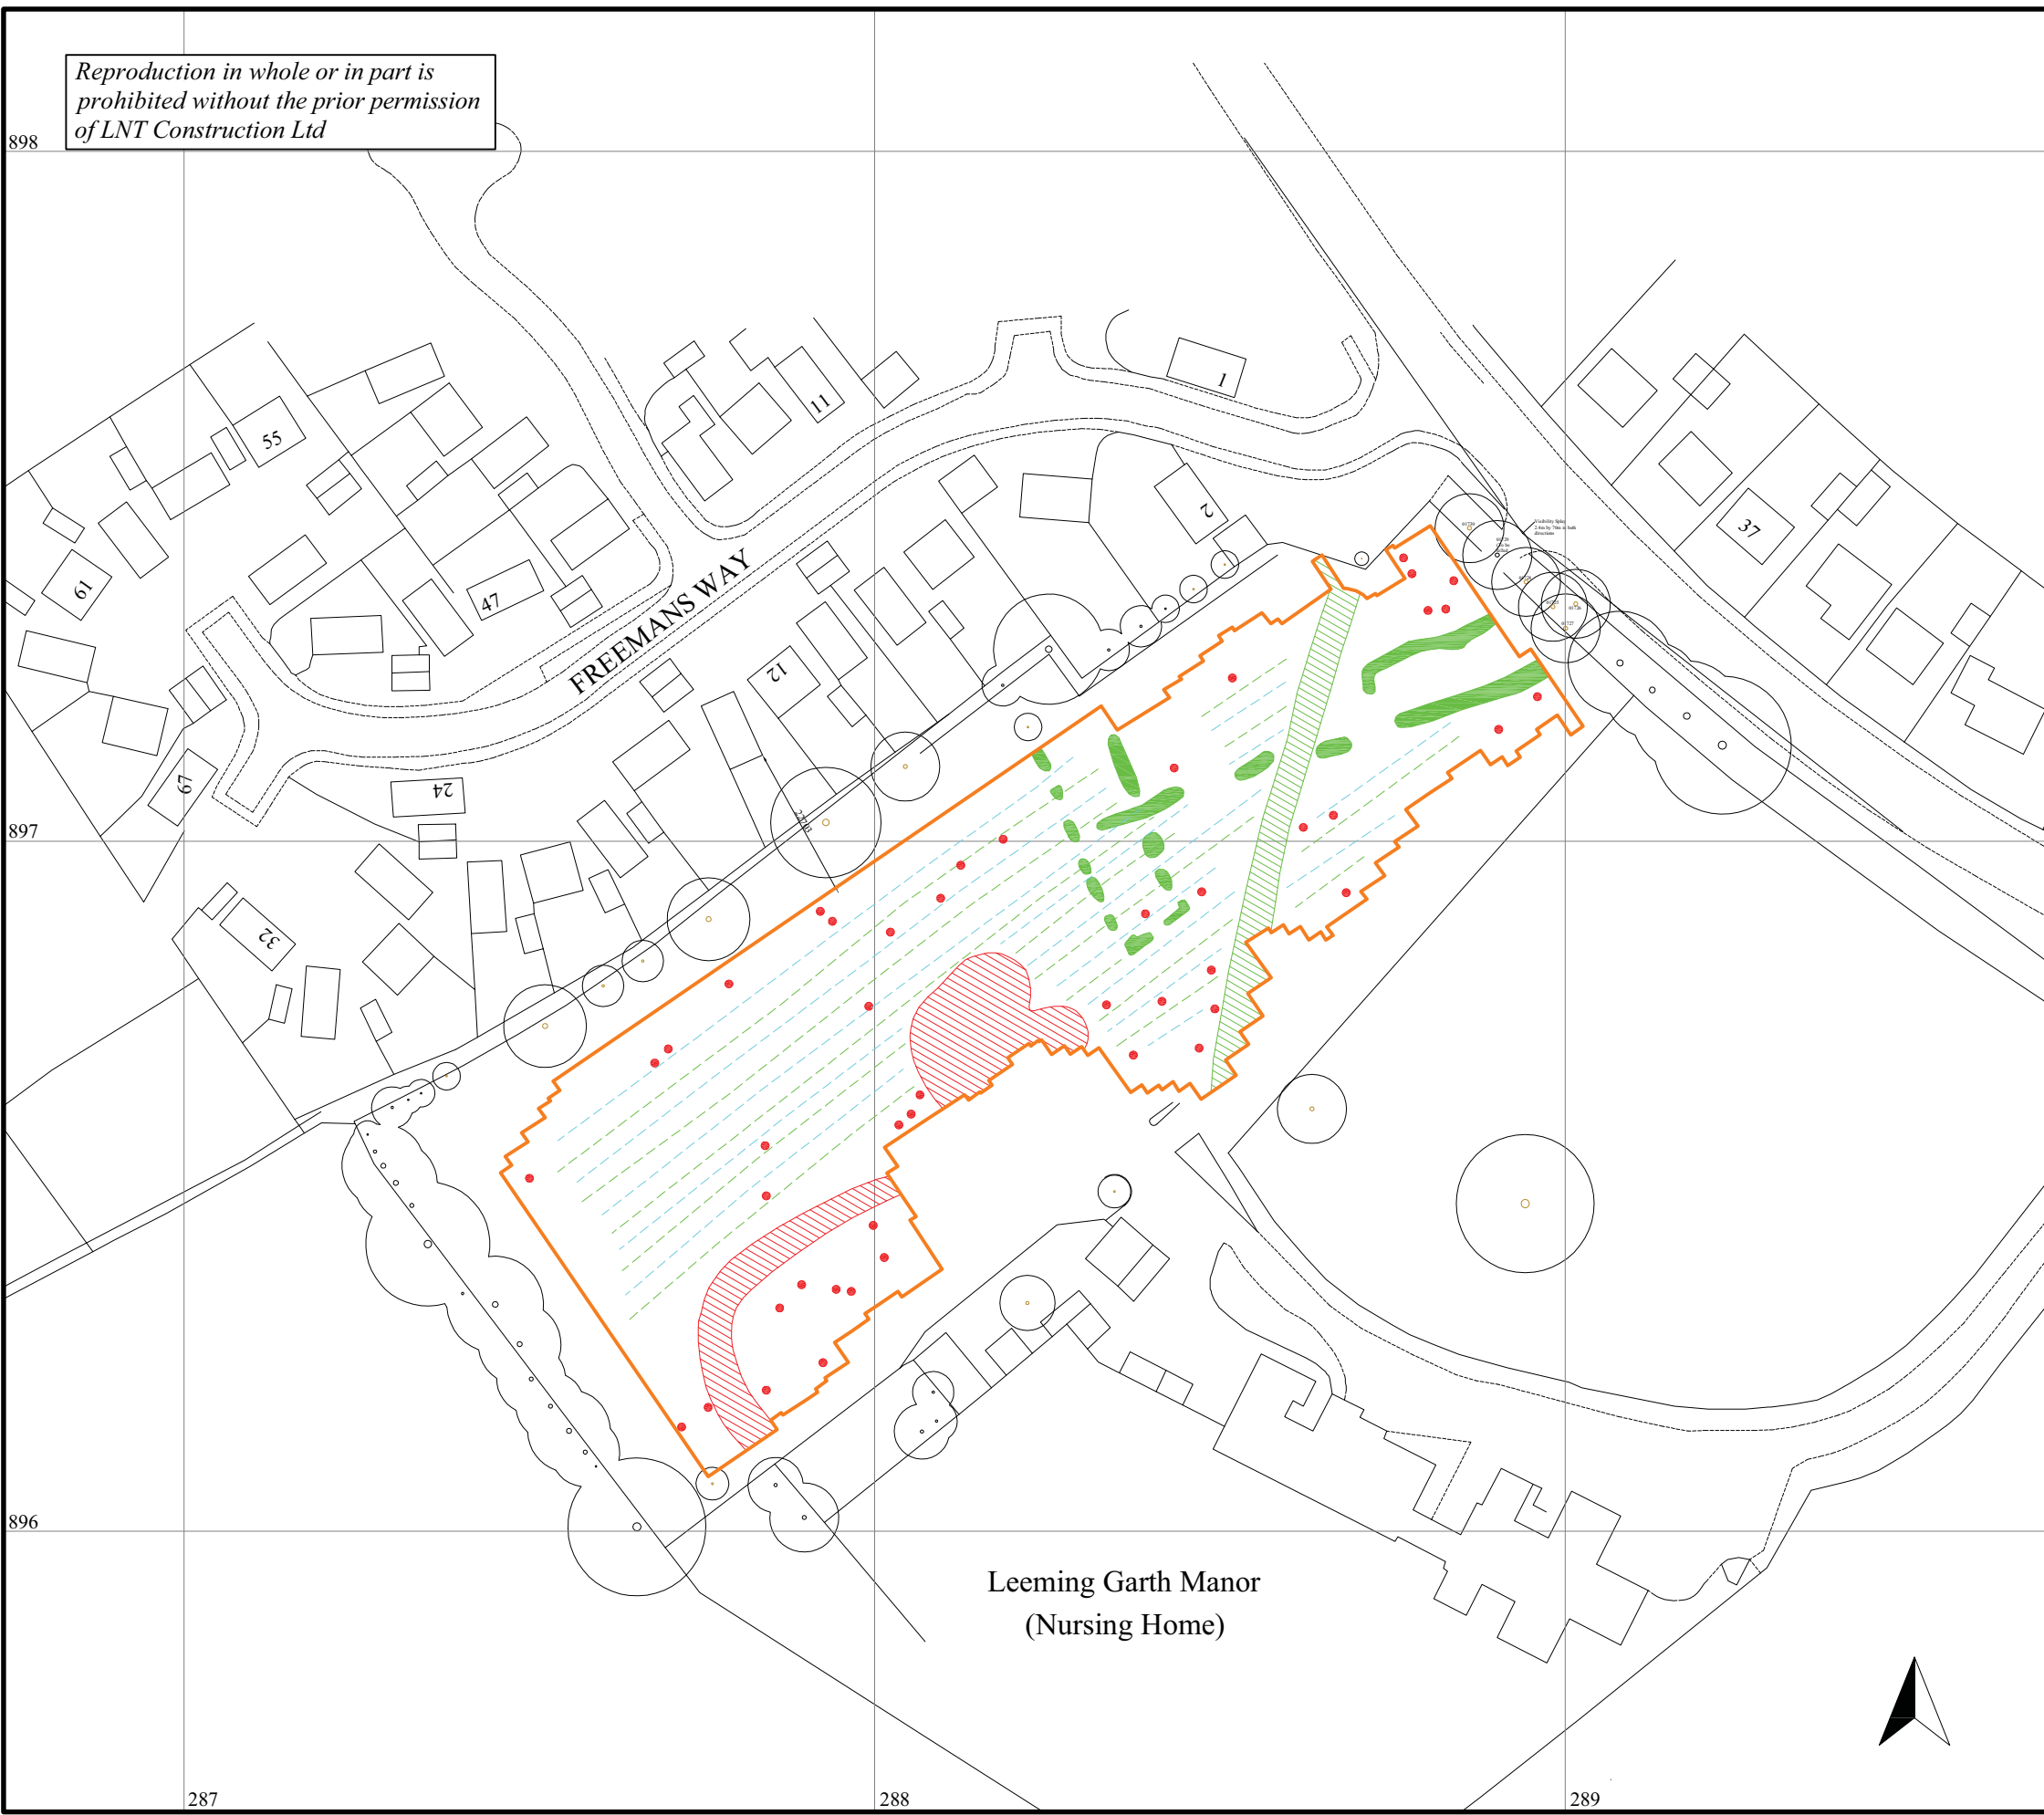 Reproduction in whole or in part is
prohibited without the prior permission
of LNT Construction Ltd
898
1
11
55
2
37
61
47
FREEMANS WAY
12
67
24
897
32
896
Leeming Garth Manor
(Nursing Home)
287
288
289